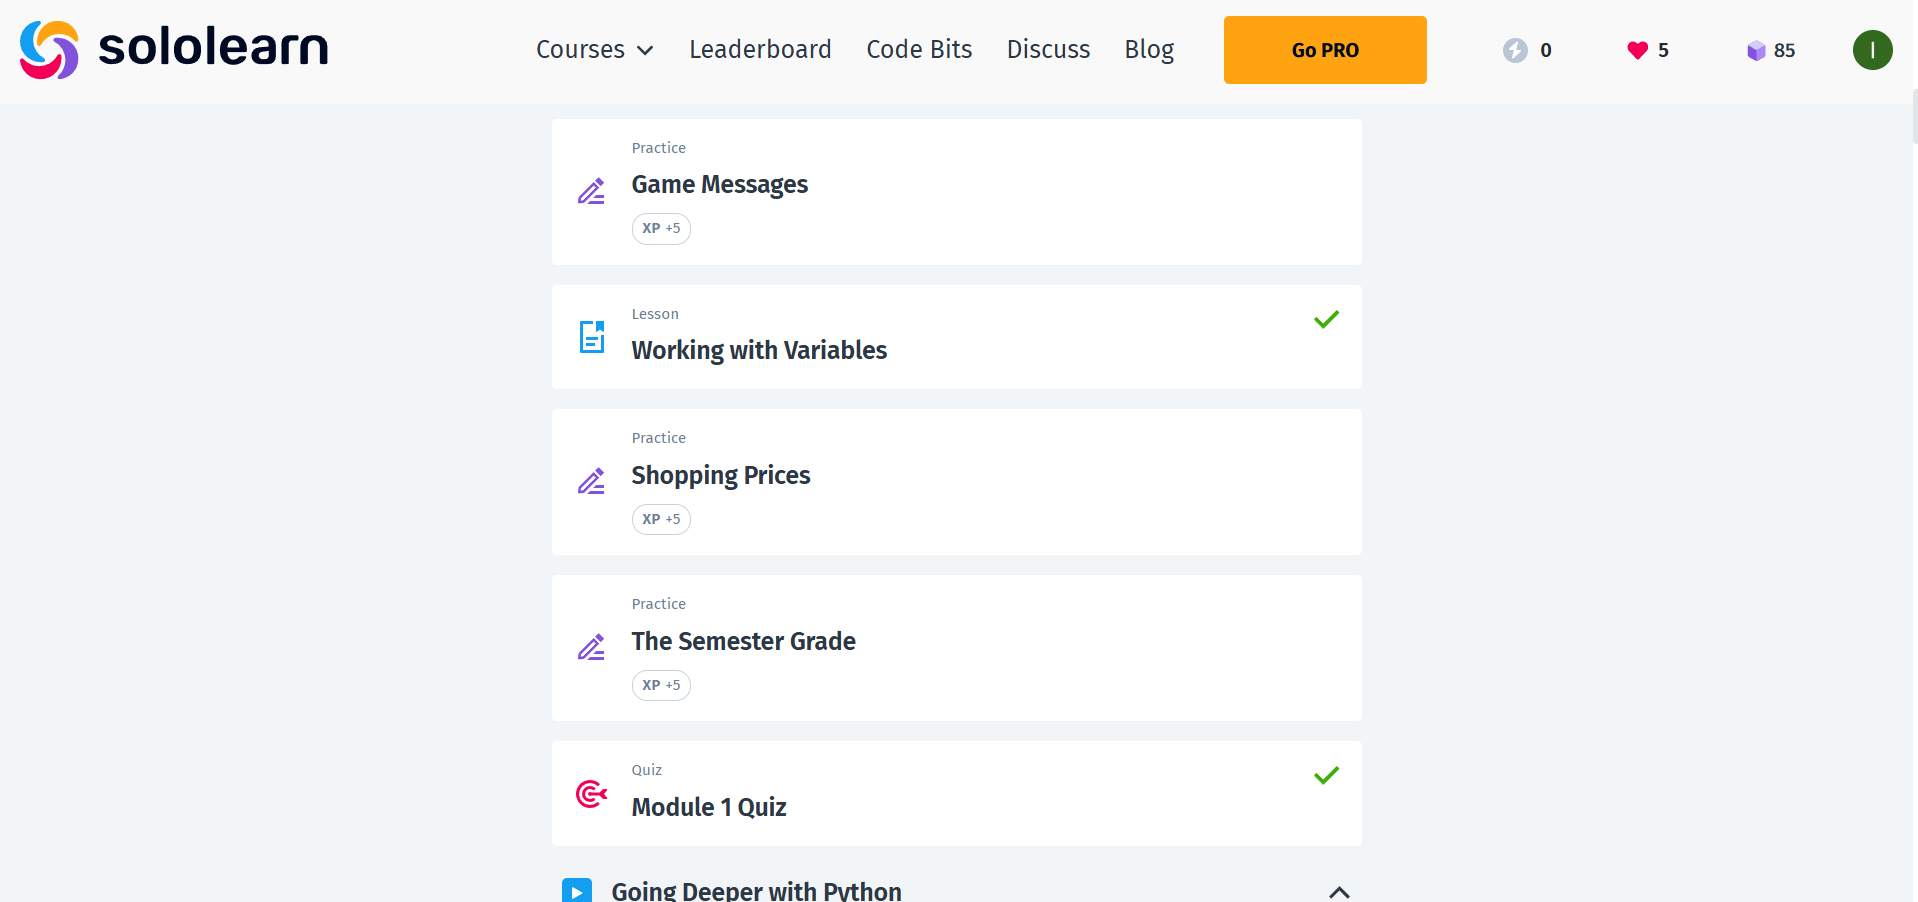 sololearn
Courses Leaderboard Code Bits Discuss Blog Go PRO 0 5 85 I
Practice
Game Messages
XP +5
Lesson
Working with Variables
Practice
Shopping Prices
XP +5
Practice
The Semester Grade
XP +5
Quiz
Module 1 Quiz
Going Deeper with Python